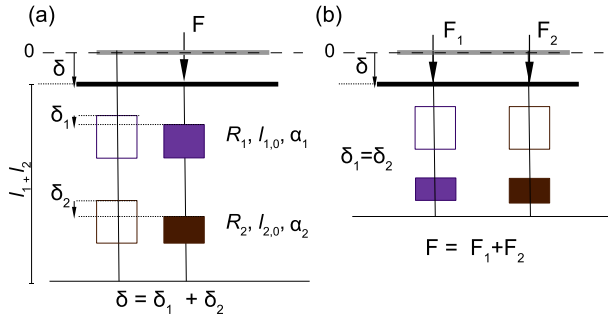 (a)
F
0
δ
δ₁
R₁, l₁,₀, α₁
l₁ + l₂
δ₂
R₂, l₂,₀, α₂
δ = δ₁ + δ₂
(b)
F₁ F₂
0
δ
δ₁=δ₂
F = F₁+F₂